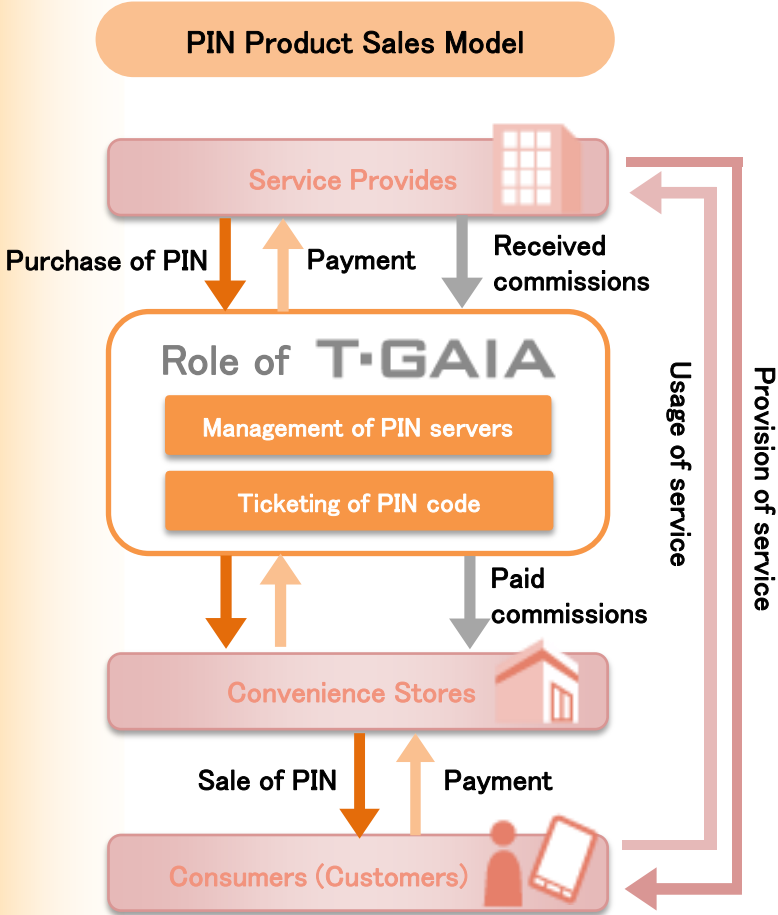 PIN Product Sales Model
Service Provides
Purchase of PIN
Payment
Received
commissions
Role of T-GAIA
Management of PIN servers
Ticketing of PIN code
Usage of service
Provision of service
Paid
commissions
Convenience Stores
Sale of PIN
Payment
Consumers (Customers)